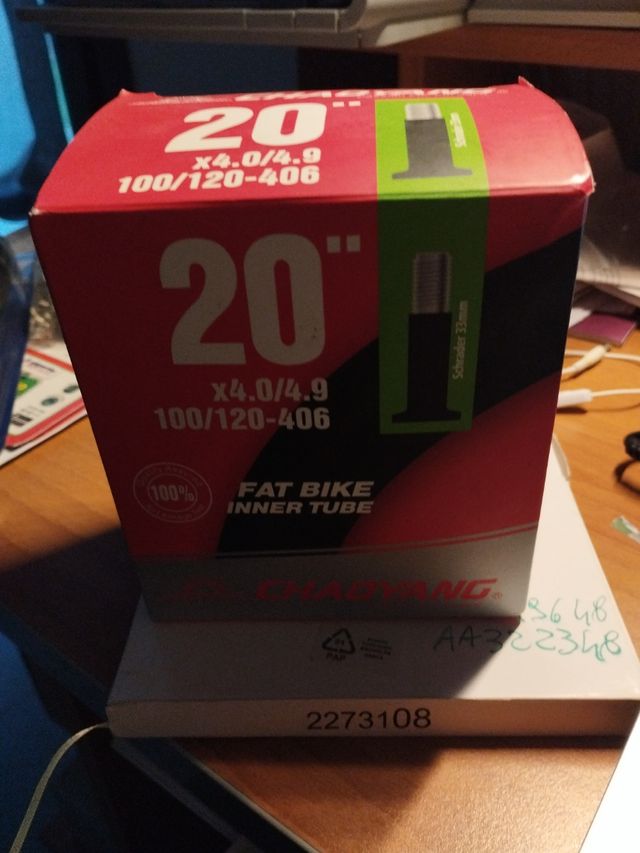 20"
x4.0/4.9
100/120-406
20"
x4.0/4.9
100/120-406
Schrader 33mm
100%
FAT BIKE
INNER TUBE
CHAOYANG
AA322348
PAP
2273108